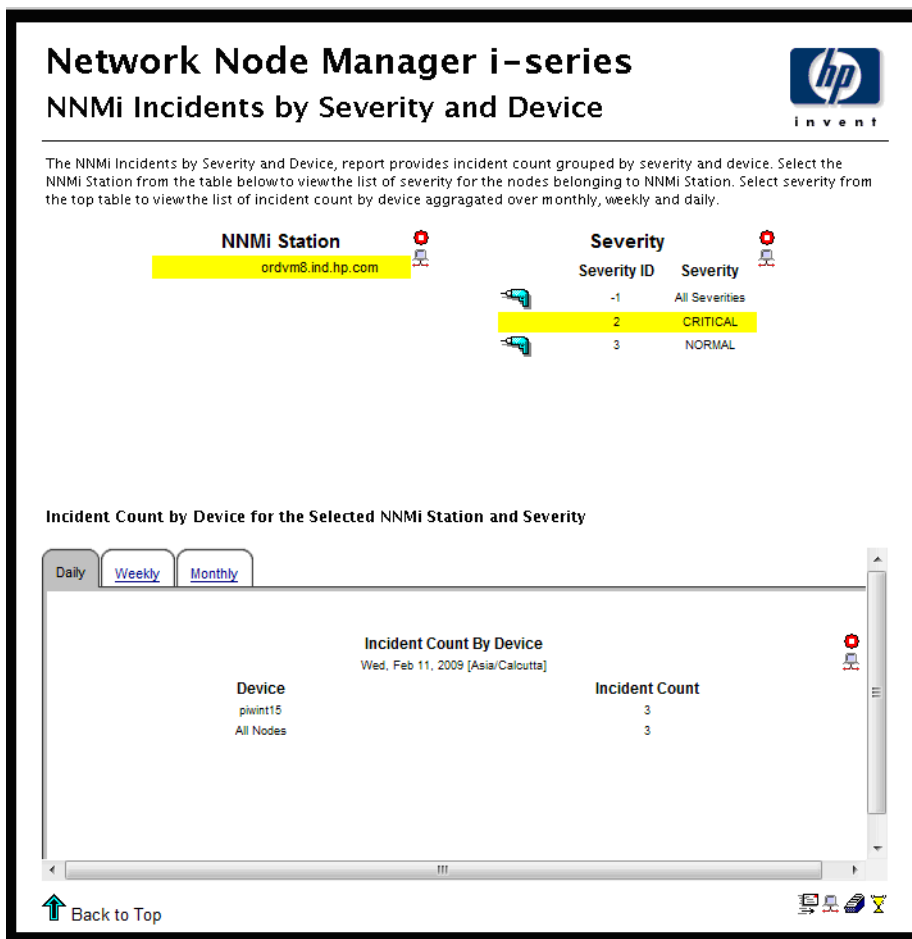 Network Node Manager i-series
NNMi Incidents by Severity and Device
hp
invent
The NNMi Incidents by Severity and Device, report provides incident count grouped by severity and device. Select the
NNMi Station from the table below to view the list of severity for the nodes belonging to NNMi Station. Select severity from
the top table to view the list of incident count by device aggragated over monthly, weekly and daily.
NNMi Station
ordvm8.ind.hp.com
Severity
Severity ID Severity
-1 All Severities
2 CRITICAL
3 NORMAL
Incident Count by Device for the Selected NNMi Station and Severity
Daily Weekly Monthly
Incident Count By Device
Wed, Feb 11, 2009 [Asia/Calcutta]
Device Incident Count
piwint15 3
All Nodes 3
Back to Top